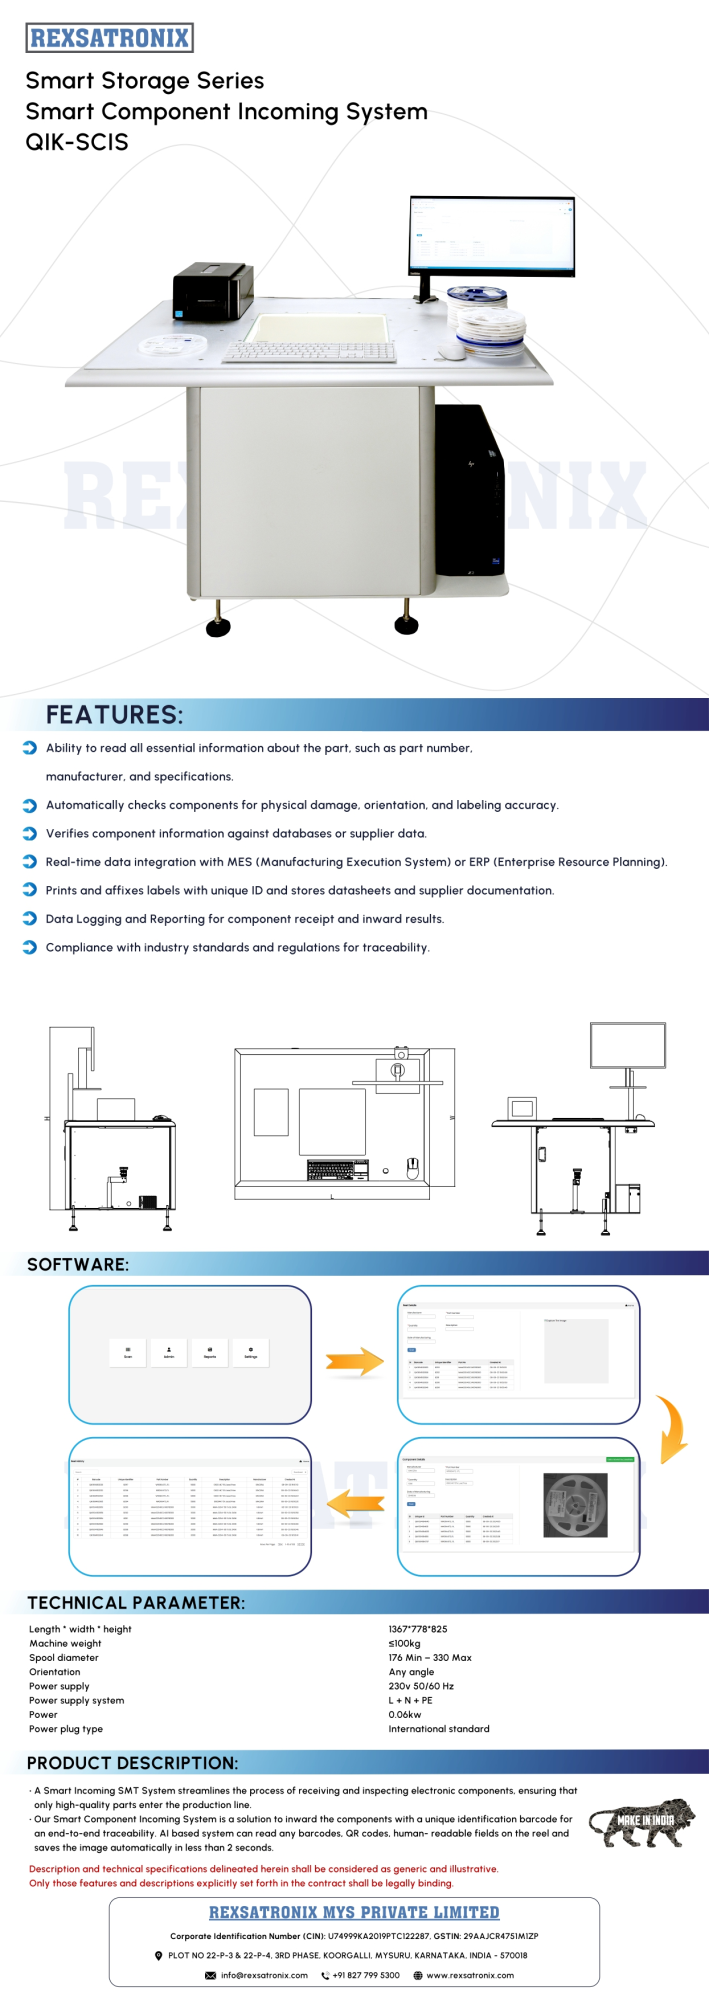 REXSATRONIX
Smart Storage Series
Smart Component Incoming System
QIK-SCIS
FEATURES:
Ability to read all essential information about the part, such as part number,
manufacturer, and specifications.
Automatically checks components for physical damage, orientation, and labeling accuracy.
Verifies component information against databases or supplier data.
Real-time data integration with MES (Manufacturing Execution System) or ERP (Enterprise Resource Planning).
Prints and affixes labels with unique ID and stores datasheets and supplier documentation.
Data Logging and Reporting for component receipt and inward results.
Compliance with industry standards and regulations for traceability.
H
W
L
SOFTWARE:
Scan
Admin
Reports
Settings
TECHNICAL PARAMETER:
Length * width * height 1367*778*825
Machine weight ≤100kg
Spool diameter 176 Min – 330 Max
Orientation Any angle
Power supply 230v 50/60 Hz
Power supply system L + N + PE
Power 0.06kw
Power plug type International standard
PRODUCT DESCRIPTION:
· A Smart Incoming SMT System streamlines the process of receiving and inspecting electronic components, ensuring that
only high-quality parts enter the production line.
· Our Smart Component Incoming System is a solution to inward the components with a unique identification barcode for
an end-to-end traceability. AI based system can read any barcodes, QR codes, human- readable fields on the reel and
saves the image automatically in less than 2 seconds.
MAKE IN INDIA
Description and technical specifications delineated herein shall be considered as generic and illustrative.
Only those features and descriptions explicitly set forth in the contract shall be legally binding.
REXSATRONIX MYS PRIVATE LIMITED
Corporate Identification Number (CIN): U74999KA2019PTC122287, GSTIN: 29AAJCR4751M1ZP
PLOT NO 22-P-3 & 22-P-4, 3RD PHASE, KOORGALLI, MYSURU, KARNATAKA, INDIA - 570018
info@rexsatronix.com +91 827 799 5300 www.rexsatronix.com